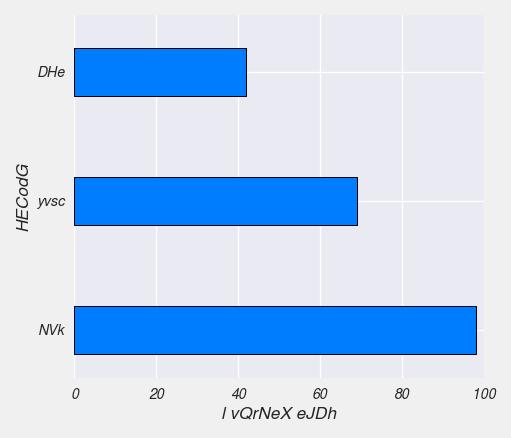 DHe
yvsc
NVk
HECodG
0 20 40 60 80 100
I vQrNeX eJDh